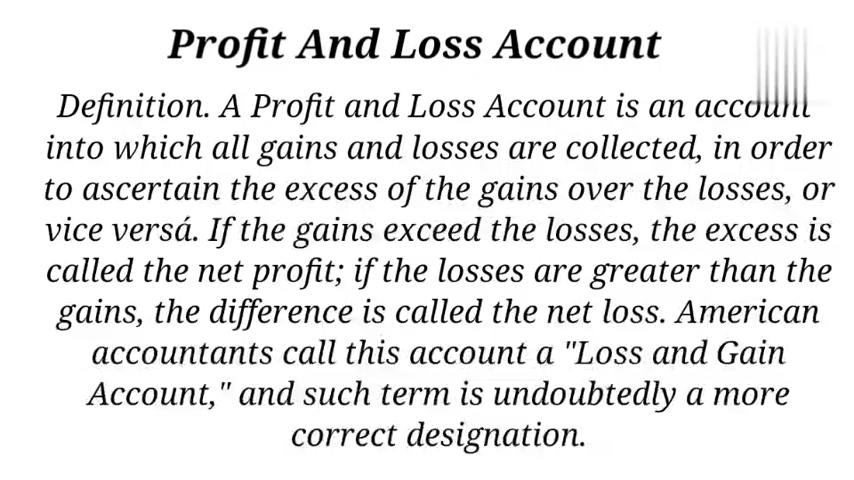 Profit And Loss Account
Definition. A Profit and Loss Account is an account
into which all gains and losses are collected, in order
to ascertain the excess of the gains over the losses, or
vice versá. If the gains exceed the losses, the excess is
called the net profit; if the losses are greater than the
gains, the difference is called the net loss. American
accountants call this account a "Loss and Gain
Account," and such term is undoubtedly a more
correct designation.